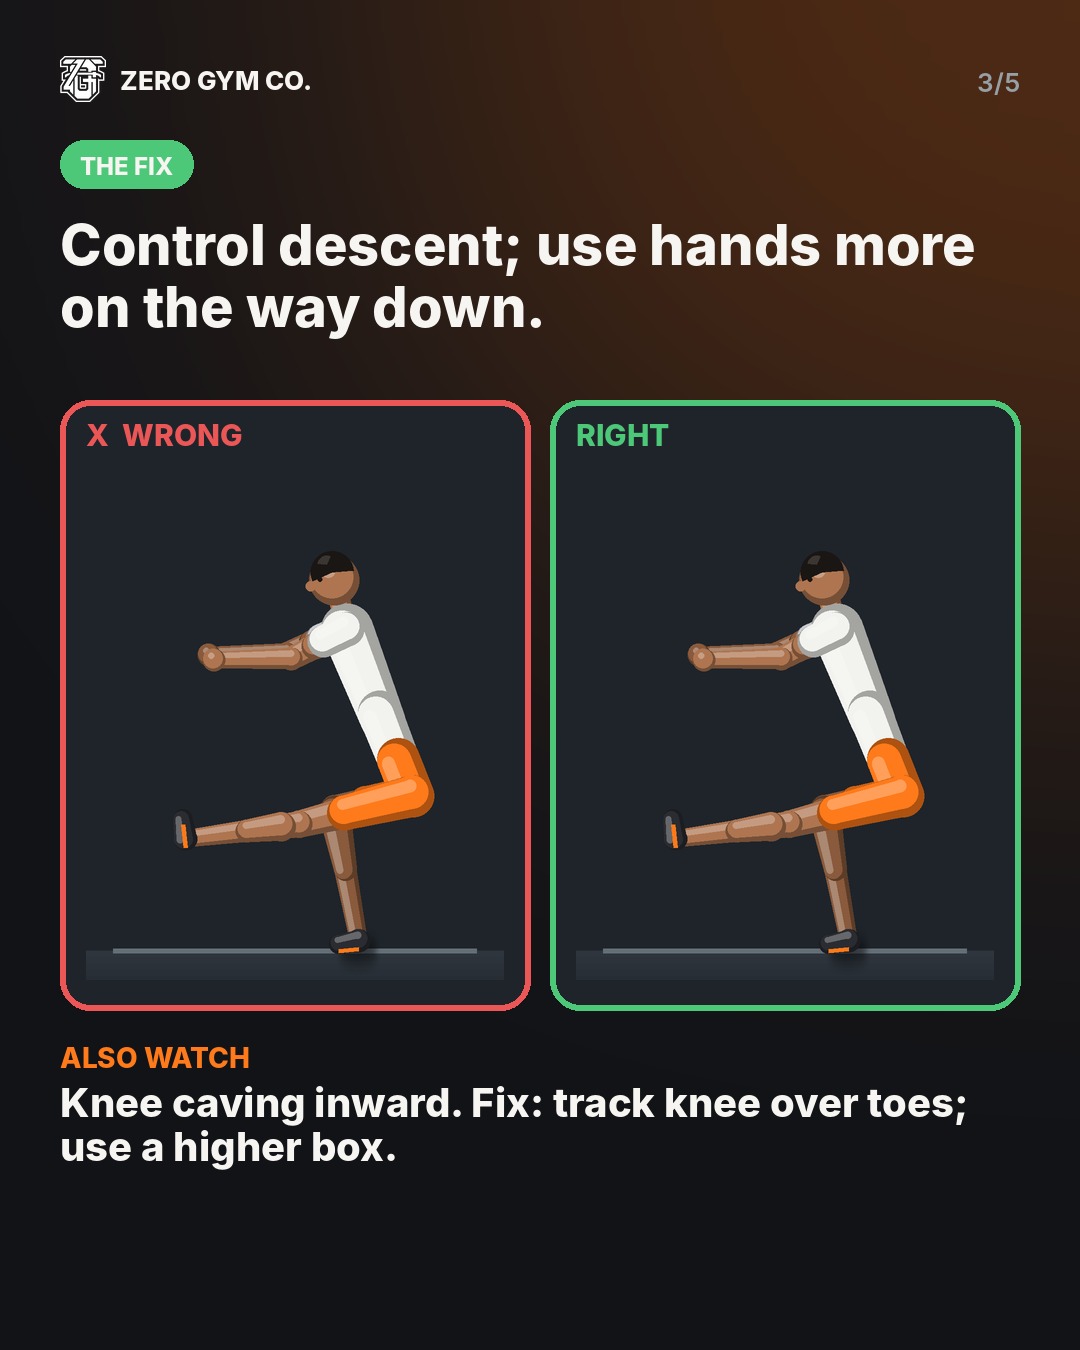 ZERO GYM CO.
3/5
THE FIX
Control descent; use hands more
on the way down.
X WRONG
RIGHT
ALSO WATCH
Knee caving inward. Fix: track knee over toes;
use a higher box.